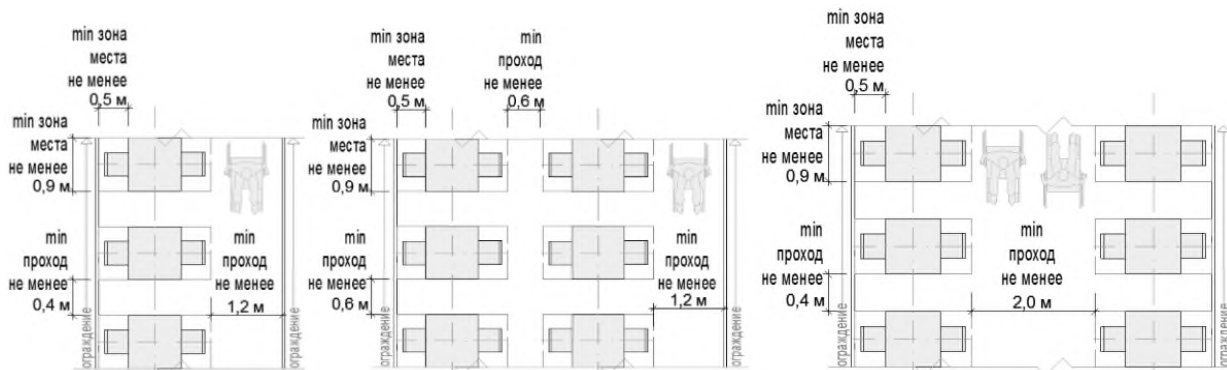 min зона
места
не менее
0,5 м
min зона
места
не менее
0,9 м
min
проход
не менее
0,4 м
min
проход
не менее
1,2 м
ограждение
ограждение
min зона
места
не менее
0,5 м
min
проход
не менее
0,6 м
min зона
места
не менее
0,9 м
min
проход
не менее
0,6 м
min
проход
не менее
1,2 м
ограждение
ограждение
min зона
места
не менее
0,5 м
min зона
места
не менее
0,9 м
min
проход
не менее
0,4 м
min
проход
не менее
2,0 м
ограждение
ограждение